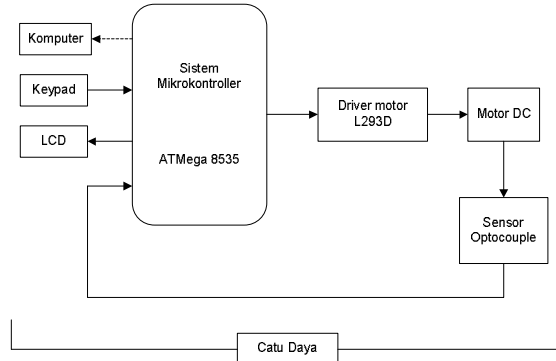 Komputer
Keypad
LCD
Sistem
Mikrokontroller
ATMega 8535
Driver motor
L293D
Motor DC
Sensor
Optocouple
Catu Daya